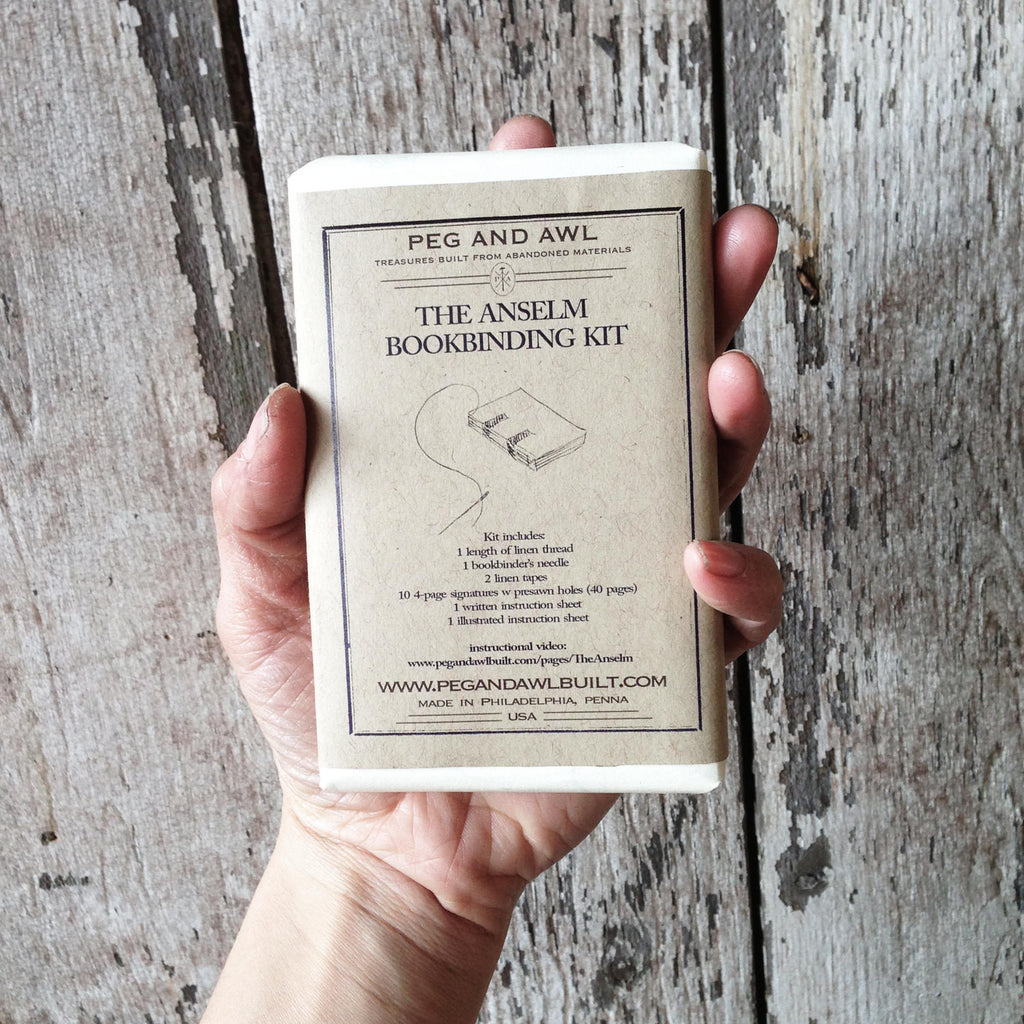 PEG AND AWL
TREASURES BUILT FROM ABANDONED MATERIALS
P A
THE ANSELM
BOOKBINDING KIT
Kit includes:
1 length of linen thread
1 bookbinder's needle
2 linen tapes
10 4-page signatures w presawn holes (40 pages)
1 written instruction sheet
1 illustrated instruction sheet
instructional video:
www.pegandawlbuilt.com/pages/TheAnselm
WWW.PEGANDAWLBUILT.COM
MADE IN PHILADELPHIA, PENNA
USA